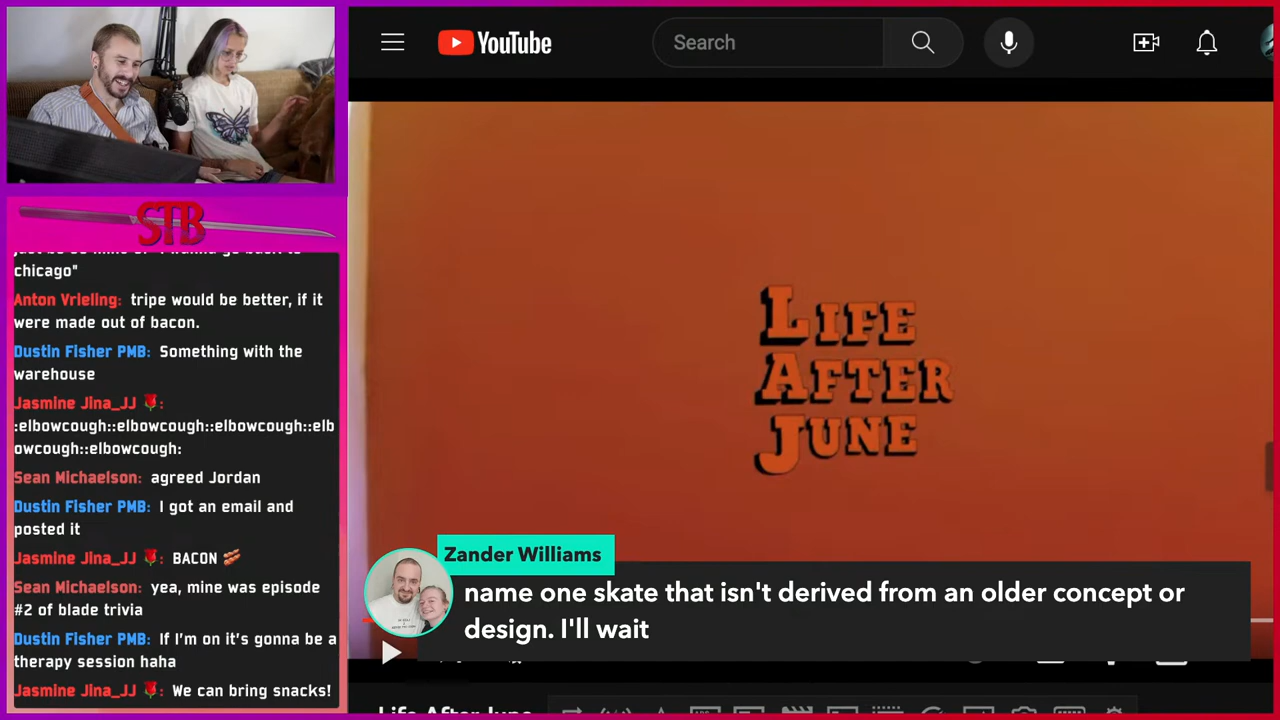 YouTube
Search
STB
chicago"
Anton Vrieling: tripe would be better, if it
were made out of bacon.
Dustin Fisher PMB: Something with the
warehouse
Jasmine Jina_JJ 🌹:
:elbowcough::elbowcough::elbowcough::elb
owcough::elbowcough:
Sean Michaelson: agreed Jordan
Dustin Fisher PMB: I got an email and
posted it
Jasmine Jina_JJ 🌹: BACON 🥓
Sean Michaelson: yea, mine was episode
#2 of blade trivia
Dustin Fisher PMB: If I'm on it's gonna be a
therapy session haha
Jasmine Jina_JJ 🌹: We can bring snacks!
LIFE
AFTER
JUNE
Zander Williams
name one skate that isn't derived from an older concept or
design. I'll wait
Life After June